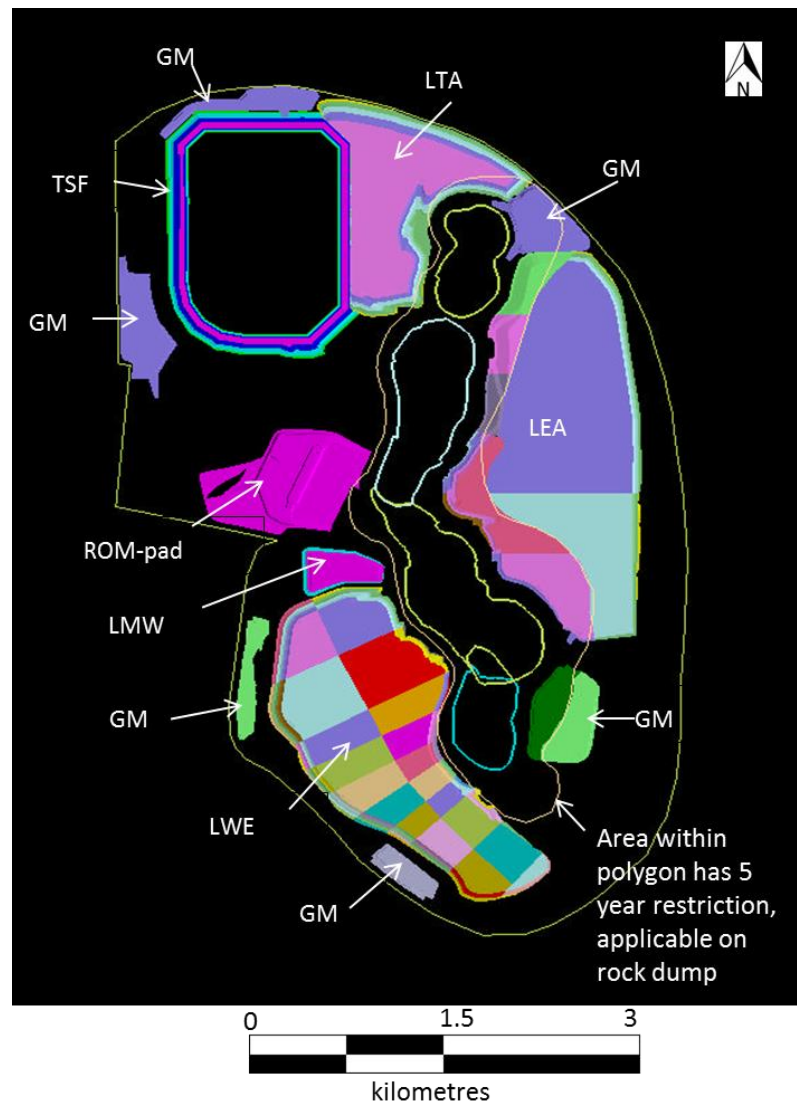 GM
LTA
N
GM
TSF
GM
LEA
ROM-pad
LMW
GM
GM
LWE
Area within
polygon has 5
year restriction,
applicable on
rock dump
GM
0 1.5 3
kilometres